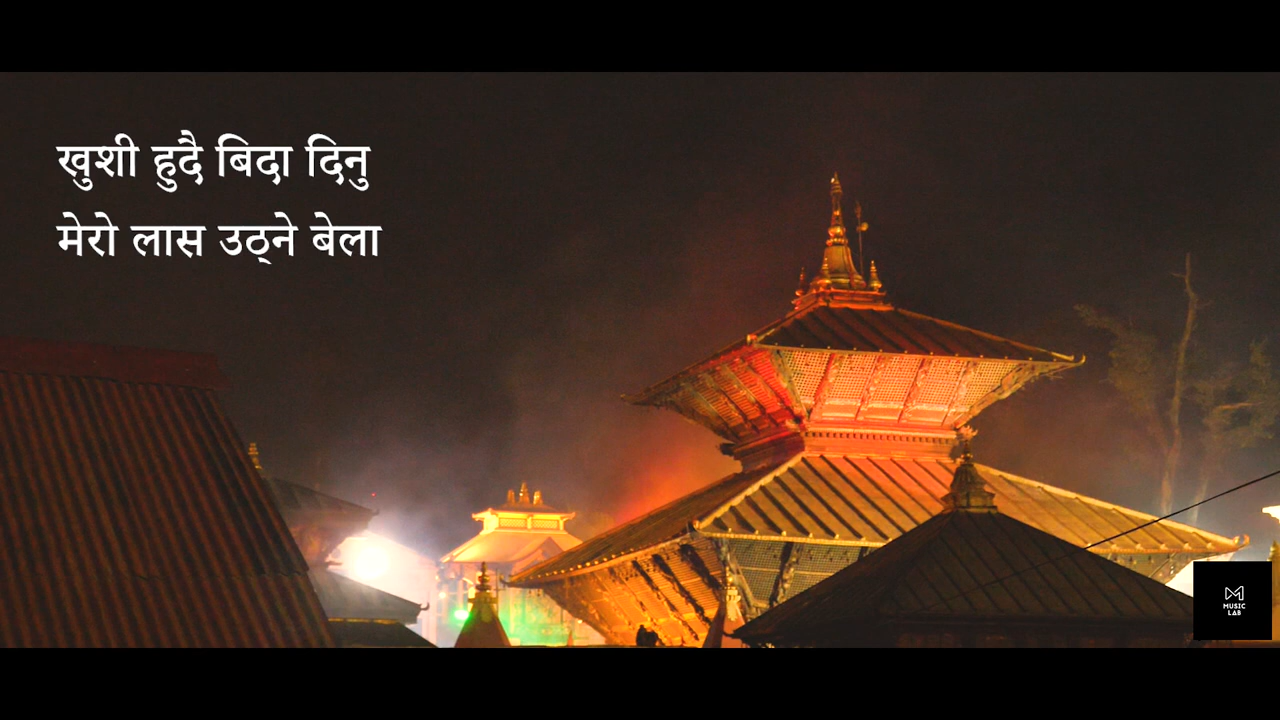 खुशी हुदै बिदा दिनु
मेरो लास उठ्ने बेला
MUSIC
LAB